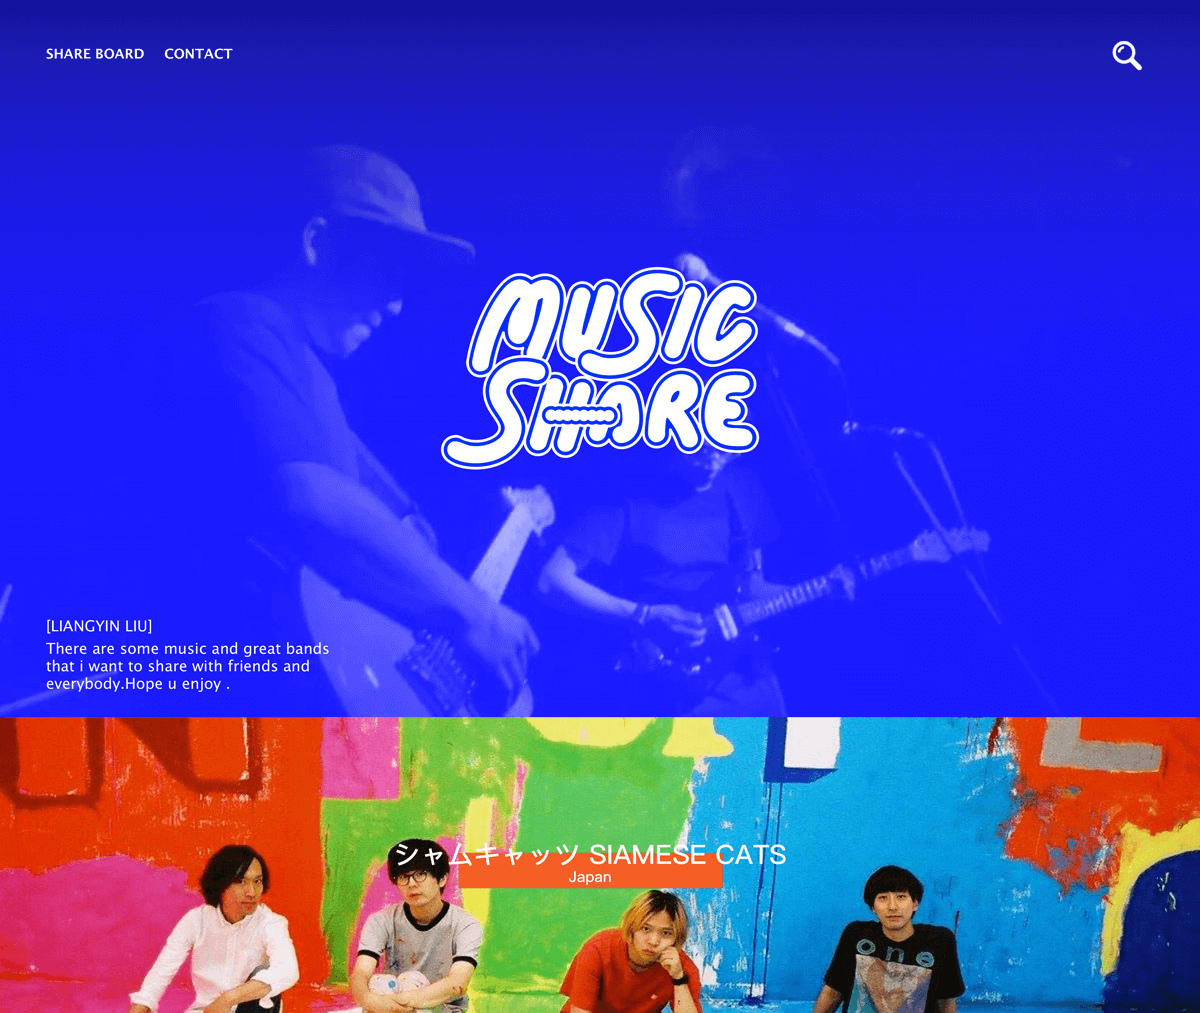 SHARE BOARD CONTACT
MUSIC
SHARE
[LIANGYIN LIU]
There are some music and great bands
that i want to share with friends and
everybody.Hope u enjoy .
シャムキャッツ SIAMESE CATS
Japan
one